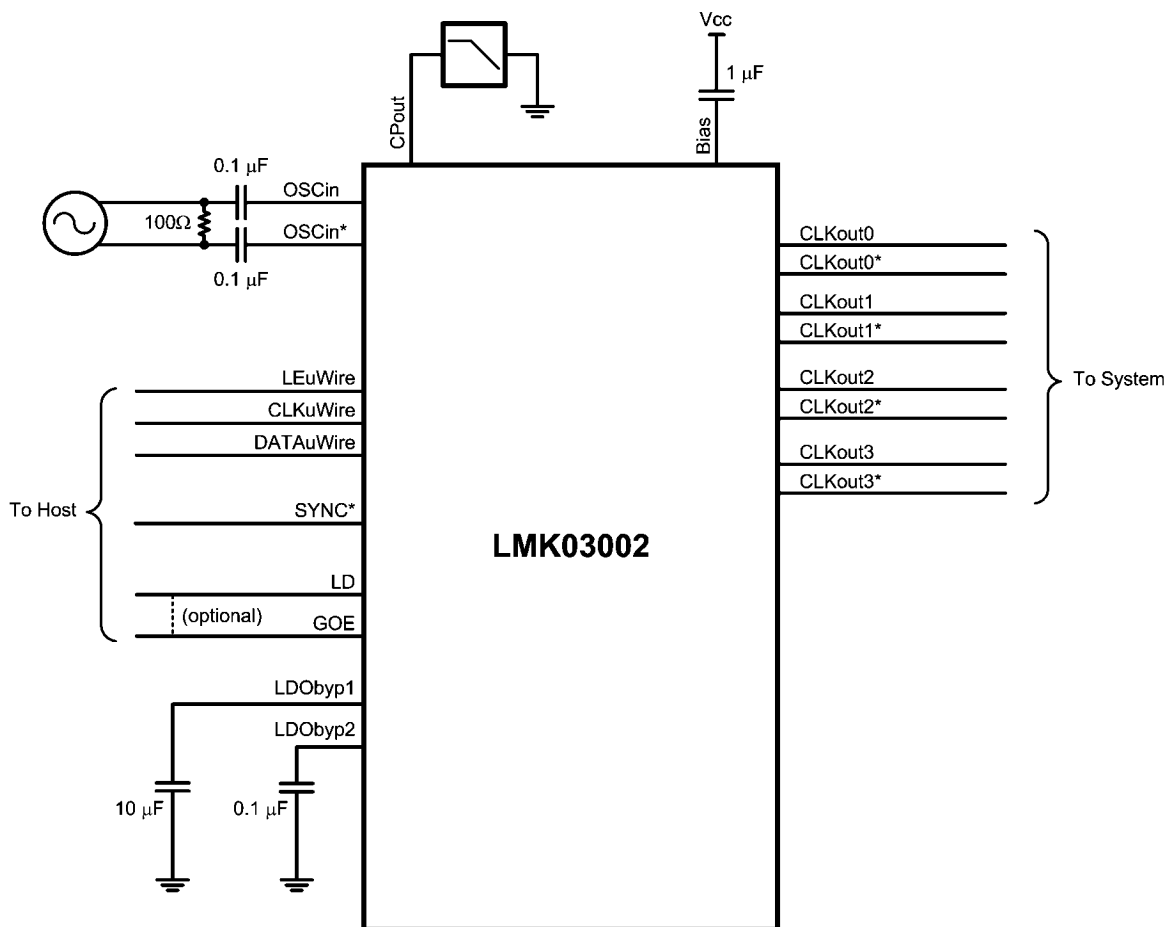 Vcc
1 µF
CPout
Bias
0.1 µF
OSCin
100Ω
OSCin*
0.1 µF
CLKout0
CLKout0*
CLKout1
CLKout1*
To System
LEuWire
CLKout2
CLKuWire
CLKout2*
DATAuWire
CLKout3
CLKout3*
To Host
SYNC*
LMK03002
LD
(optional)
GOE
LDObyp1
LDObyp2
10 µF
0.1 µF